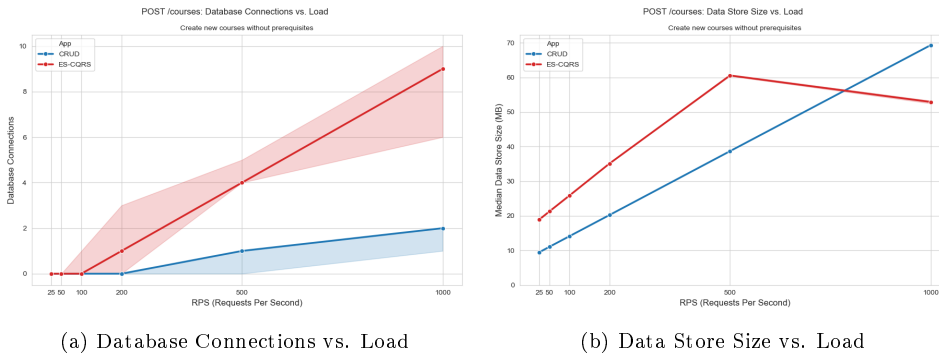 POST /courses: Database Connections vs. Load
Create new courses without prerequisites
App
CRUD
ES-CQRS
10
8
6
4
2
0
Database Connections
25 50 100 200 500 1000
RPS (Requests Per Second)
(a) Database Connections vs. Load
POST /courses: Data Store Size vs. Load
Create new courses without prerequisites
App
CRUD
ES-CQRS
70
60
50
40
30
20
10
0
Median Data Store Size (MB)
25 50 100 200 500 1000
RPS (Requests Per Second)
(b) Data Store Size vs. Load